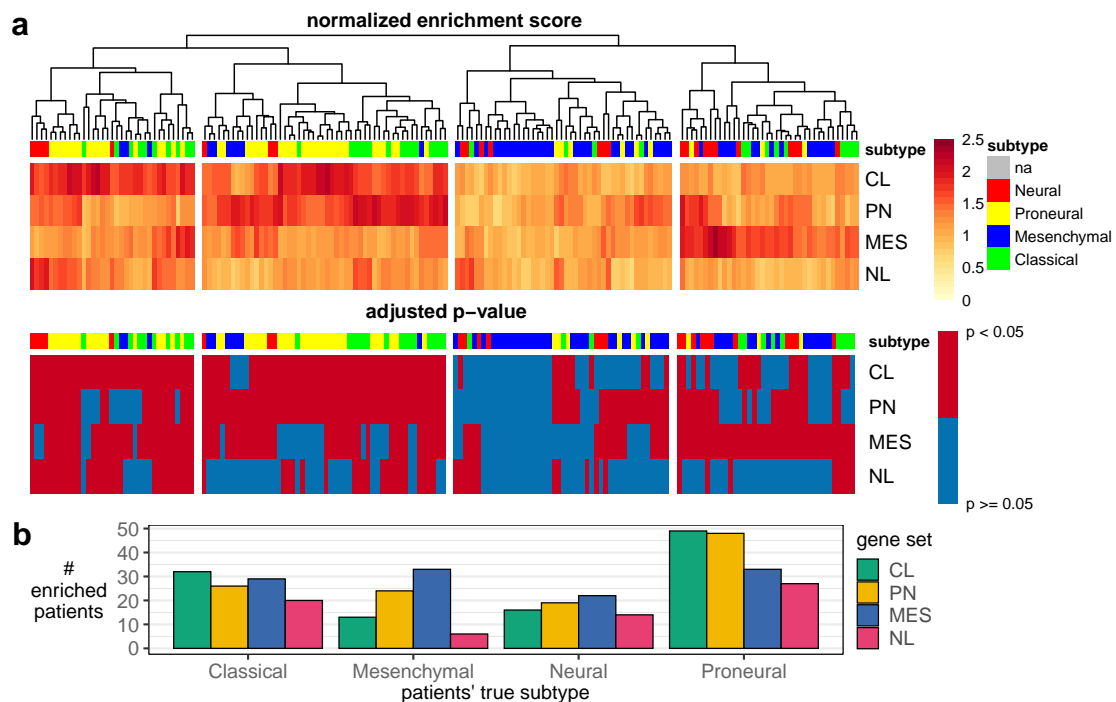 a
normalized enrichment score
subtype
CL
PN
MES
NL
2.5
2
1.5
1
0.5
0
subtype
na
Neural
Proneural
Mesenchymal
Classical
adjusted p−value
subtype
CL
PN
MES
NL
p < 0.05
p >= 0.05
b
#
enriched
patients
50
40
30
20
10
0
Classical
Mesenchymal
Neural
Proneural
patients' true subtype
gene set
CL
PN
MES
NL